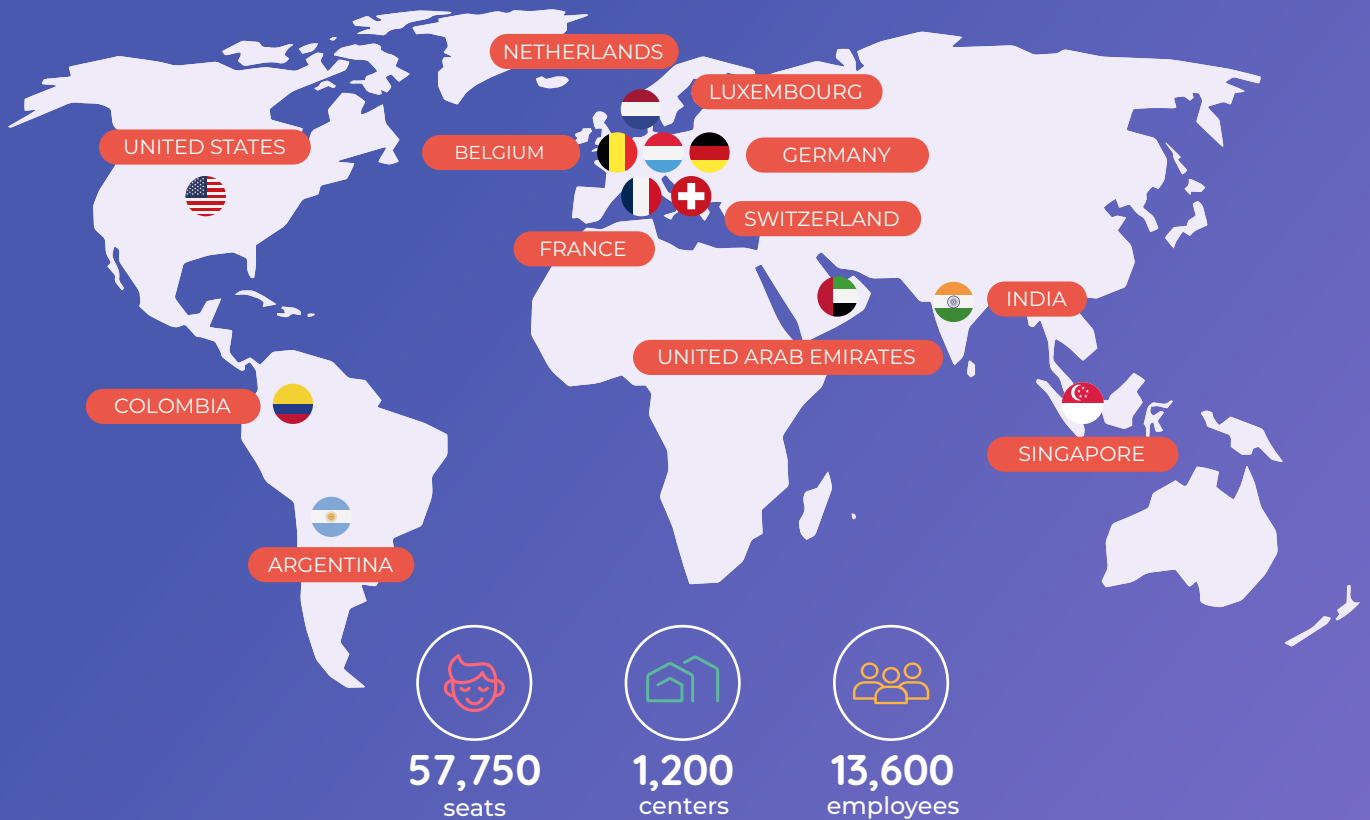 NETHERLANDS
LUXEMBOURG
UNITED STATES
BELGIUM
GERMANY
SWITZERLAND
FRANCE
INDIA
UNITED ARAB EMIRATES
COLOMBIA
SINGAPORE
ARGENTINA
57,750
seats
1,200
centers
13,600
employees